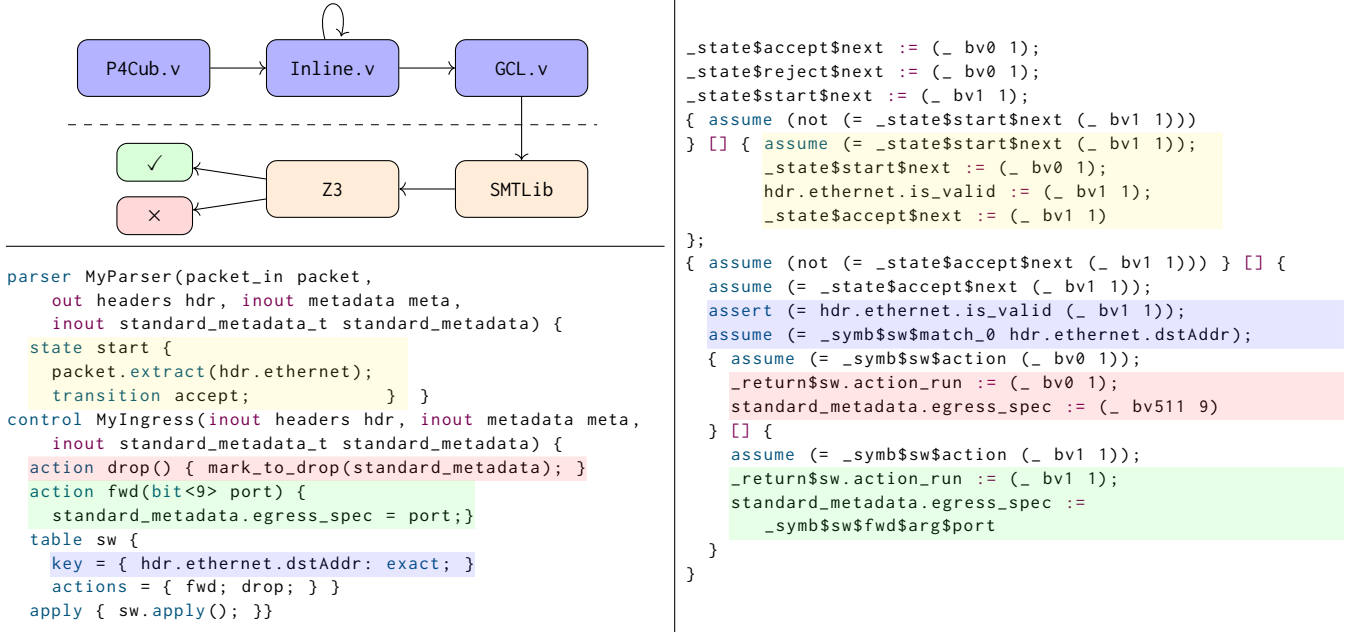 P4Cub.v
Inline.v
GCL.v
✓
Z3
SMTLib
×
parser MyParser(packet_in packet,
    out headers hdr, inout metadata meta,
    inout standard_metadata_t standard_metadata) {
  state start {
    packet.extract(hdr.ethernet);
    transition accept;            }  }
control MyIngress(inout headers hdr, inout metadata meta,
    inout standard_metadata_t standard_metadata) {
  action drop() { mark_to_drop(standard_metadata); }
  action fwd(bit<9> port) {
    standard_metadata.egress_spec = port;}
  table sw {
    key = { hdr.ethernet.dstAddr: exact; }
    actions = { fwd; drop; } }
  apply { sw.apply(); }}
_state$accept$next := (_ bv0 1);
_state$reject$next := (_ bv0 1);
_state$start$next := (_ bv1 1);
{ assume (not (= _state$start$next (_ bv1 1)))
} [] { assume (= _state$start$next (_ bv1 1));
       _state$start$next := (_ bv0 1);
       hdr.ethernet.is_valid := (_ bv1 1);
       _state$accept$next := (_ bv1 1)
};
{ assume (not (= _state$accept$next (_ bv1 1))) } [] {
  assume (= _state$accept$next (_ bv1 1));
  assert (= hdr.ethernet.is_valid (_ bv1 1));
  assume (= _symb$sw$match_0 hdr.ethernet.dstAddr);
  { assume (= _symb$sw$action (_ bv0 1));
    _return$sw.action_run := (_ bv0 1);
    standard_metadata.egress_spec := (_ bv511 9)
  } [] {
    assume (= _symb$sw$action (_ bv1 1));
    _return$sw.action_run := (_ bv1 1);
    standard_metadata.egress_spec :=
       _symb$sw$fwd$arg$port
  }
}